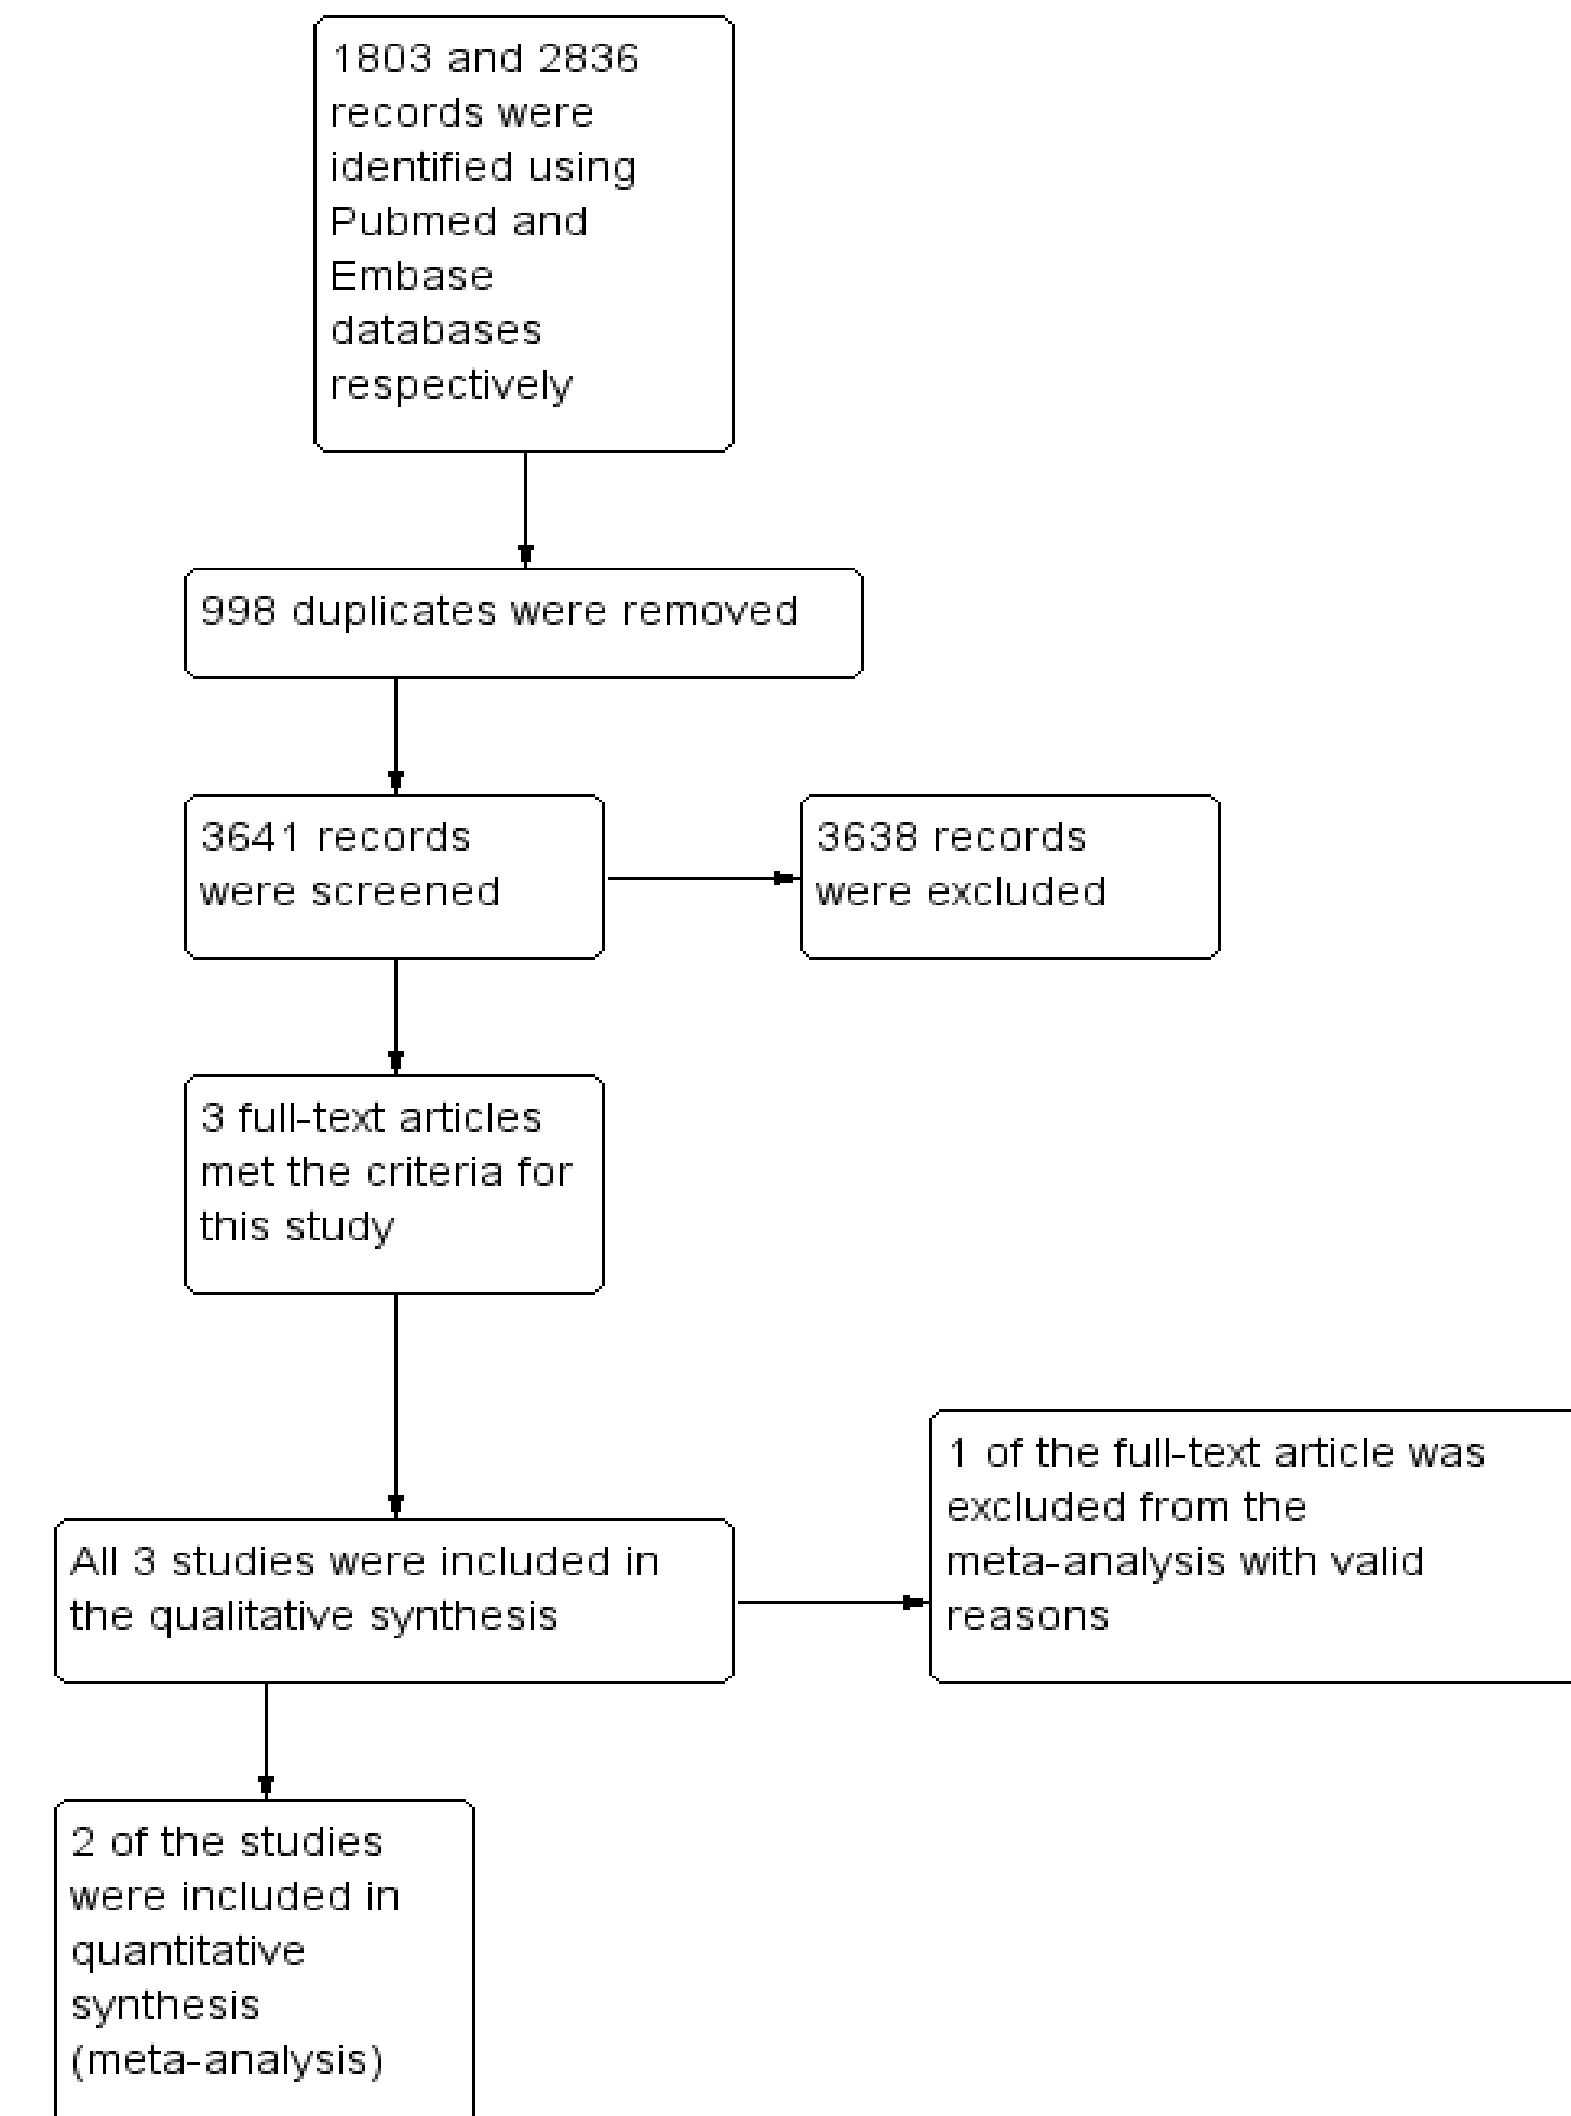 1803 and 2836
records were
identified using
Pubmed and
Embase
databases
respectively
998 duplicates were removed
3641 records
were screened
3638 records
were excluded
3 full-text articles
met the criteria for
this study
1 of the full-text article was
excluded from the
meta-analysis with valid
reasons
All 3 studies were included in
the qualitative synthesis
2 of the studies
were included in
quantitative
synthesis
(meta-analysis)